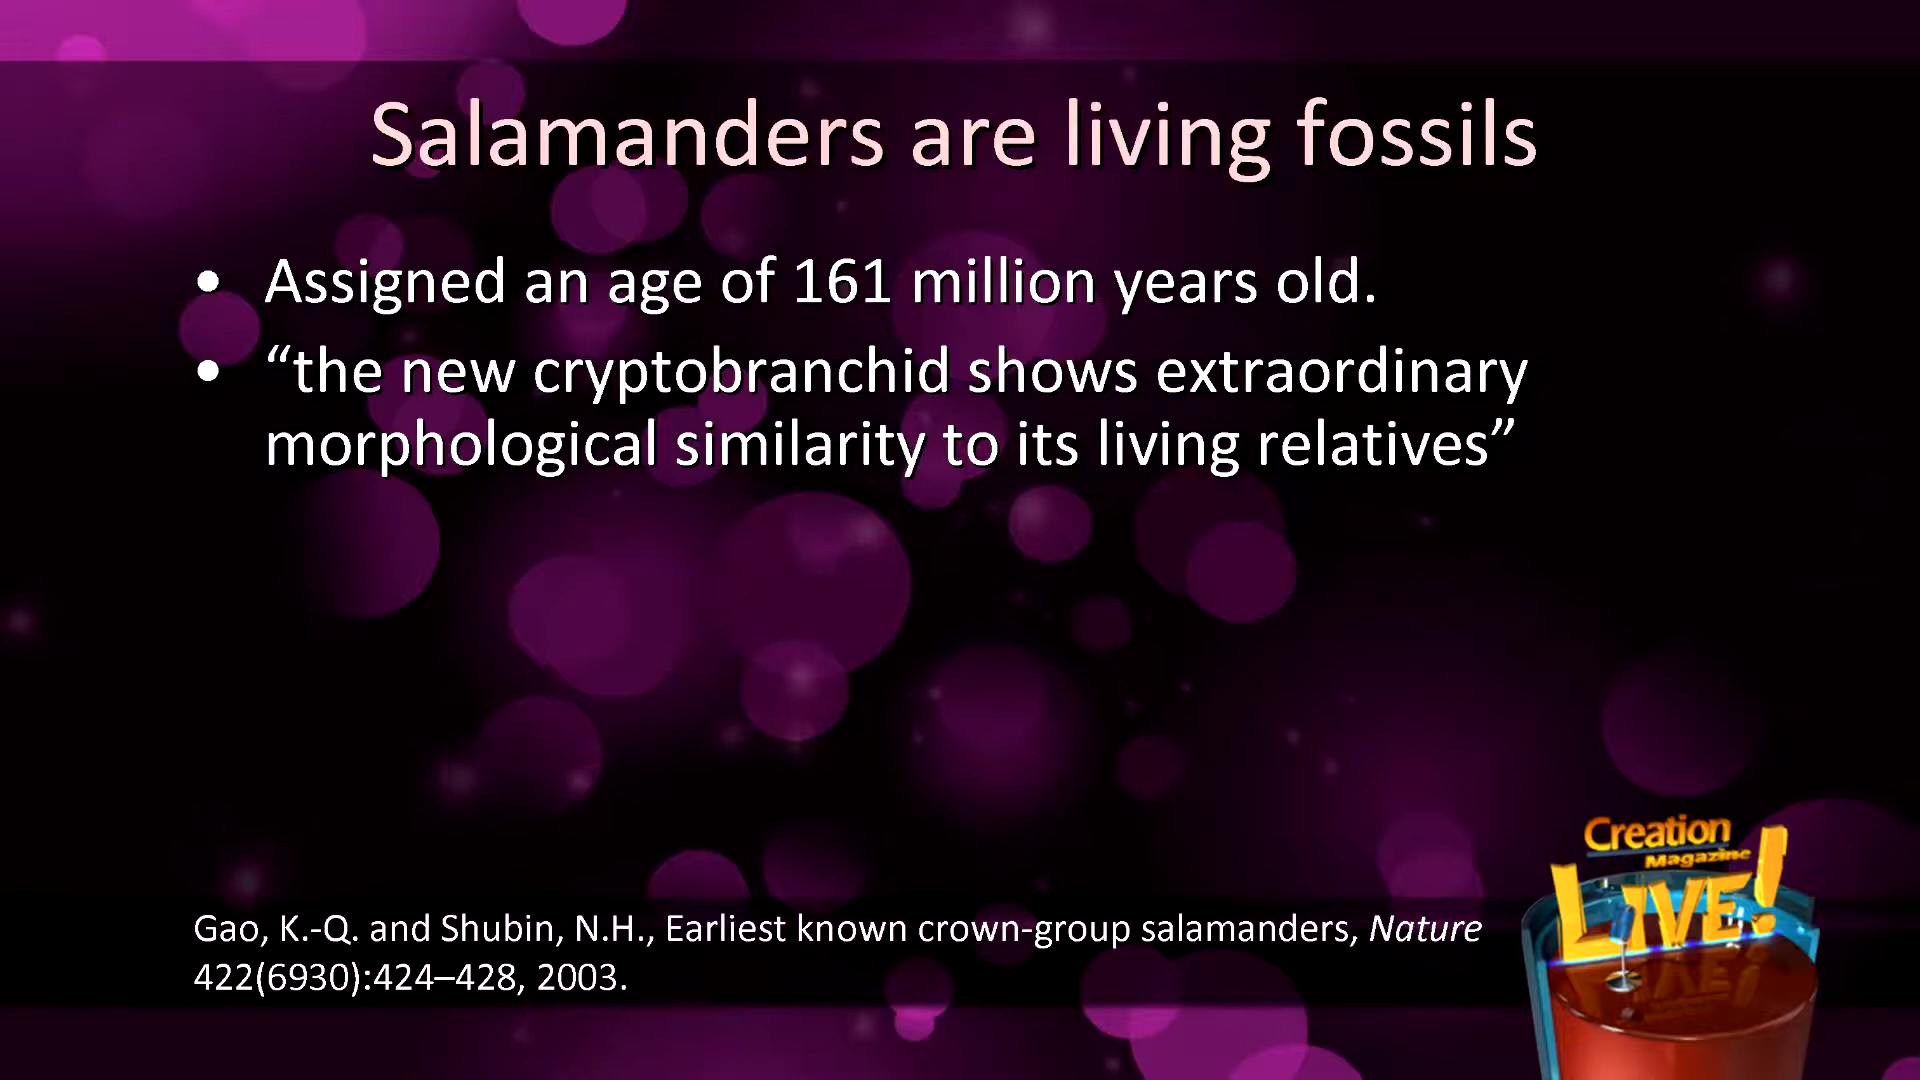 Salamanders are living fossils
• Assigned an age of 161 million years old.
• “the new cryptobranchid shows extraordinary
morphological similarity to its living relatives”
Gao, K.-Q. and Shubin, N.H., Earliest known crown-group salamanders, Nature
422(6930):424–428, 2003.
Creation
Magazine
LIVE!